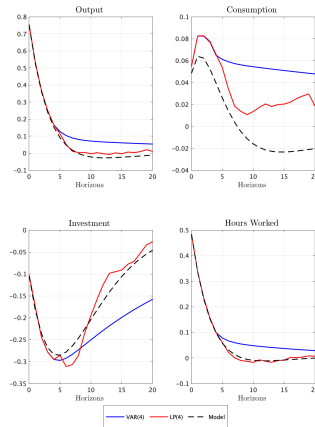 Output
0.8
0.7
0.6
0.5
0.4
0.3
0.2
0.1
0
-0.1
0 5 10 15 20
Horizons
Consumption
0.1
0.08
0.06
0.04
0.02
0
-0.02
-0.04
0 5 10 15 20
Horizons
Investment
0
-0.05
-0.1
-0.15
-0.2
-0.25
-0.3
-0.35
0 5 10 15 20
Horizons
Hours Worked
0.5
0.4
0.3
0.2
0.1
0
-0.1
0 5 10 15 20
Horizons
VAR(4) LP(4) Model